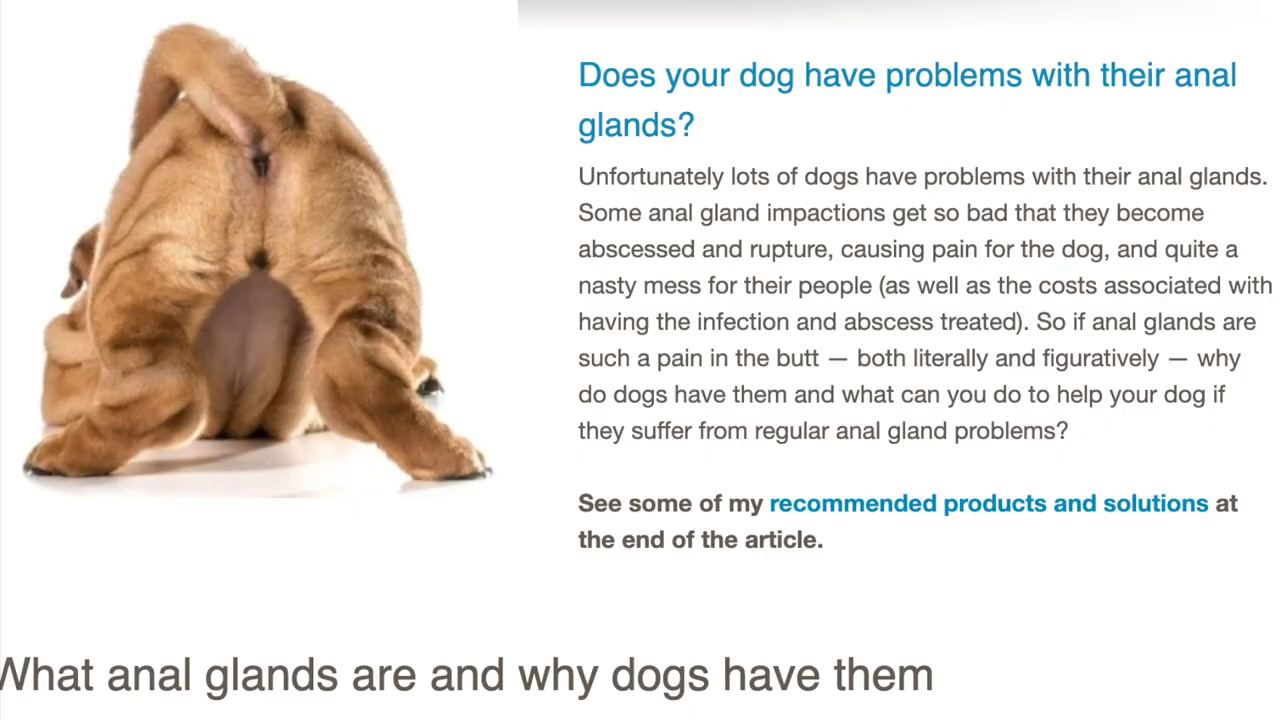 Does your dog have problems with their anal
glands?
Unfortunately lots of dogs have problems with their anal glands.
Some anal gland impactions get so bad that they become
abscessed and rupture, causing pain for the dog, and quite a
nasty mess for their people (as well as the costs associated with
having the infection and abscess treated). So if anal glands are
such a pain in the butt — both literally and figuratively — why
do dogs have them and what can you do to help your dog if
they suffer from regular anal gland problems?
See some of my recommended products and solutions at
the end of the article.
What anal glands are and why dogs have them